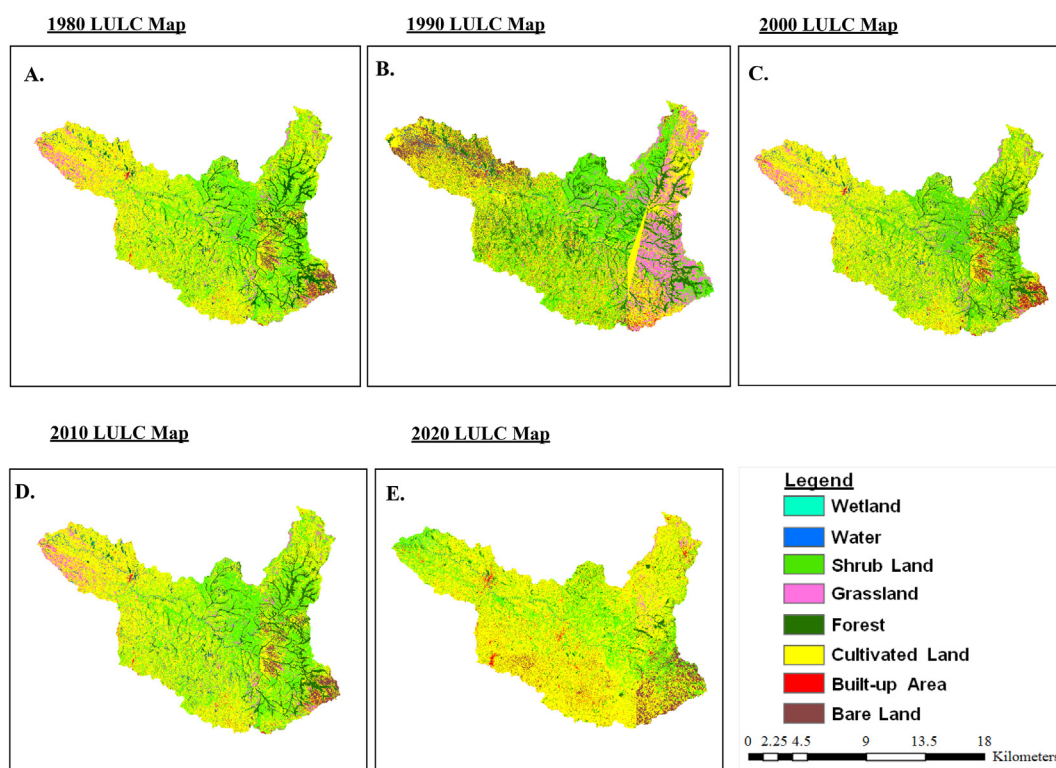 1980 LULC Map
1990 LULC Map
2000 LULC Map
A.
B.
C.
2010 LULC Map
2020 LULC Map
D.
E.
Legend
Wetland
Water
Shrub Land
Grassland
Forest
Cultivated Land
Built-up Area
Bare Land
0 2.25 4.5 9 13.5 18
Kilometers